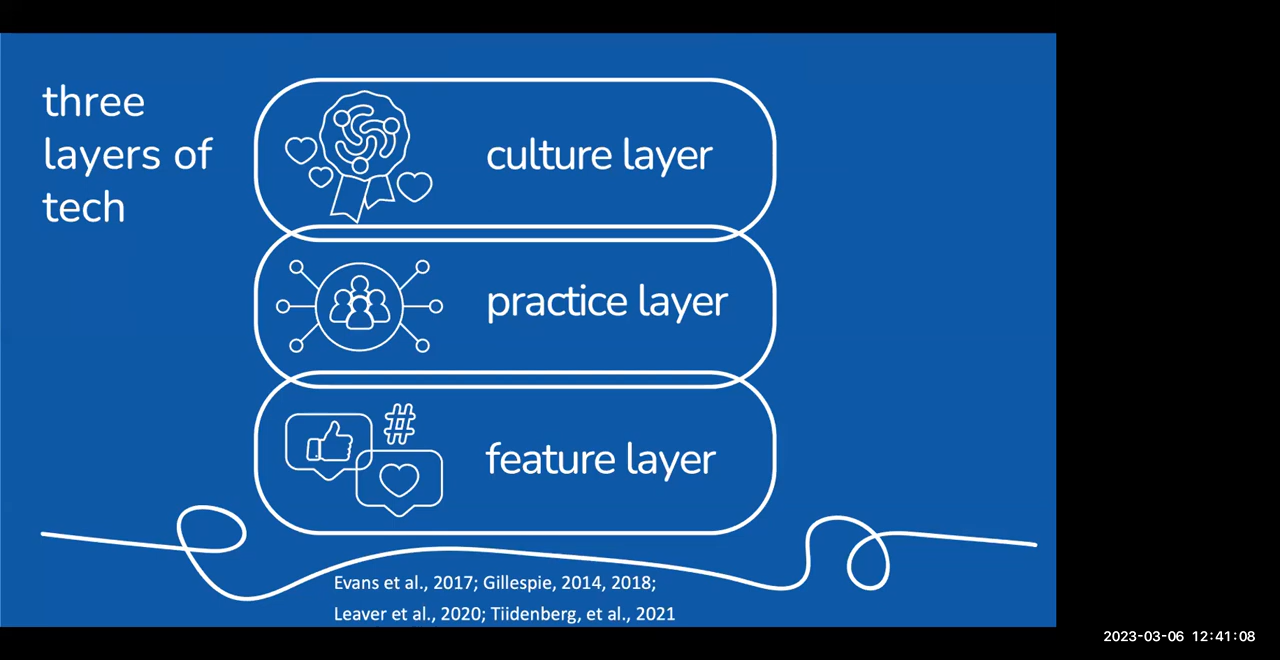 three
layers of
tech
culture layer
practice layer
#
feature layer
Evans et al., 2017; Gillespie, 2014, 2018;
Leaver et al., 2020; Tiidenberg, et al., 2021
2023-03-06 12:41:08